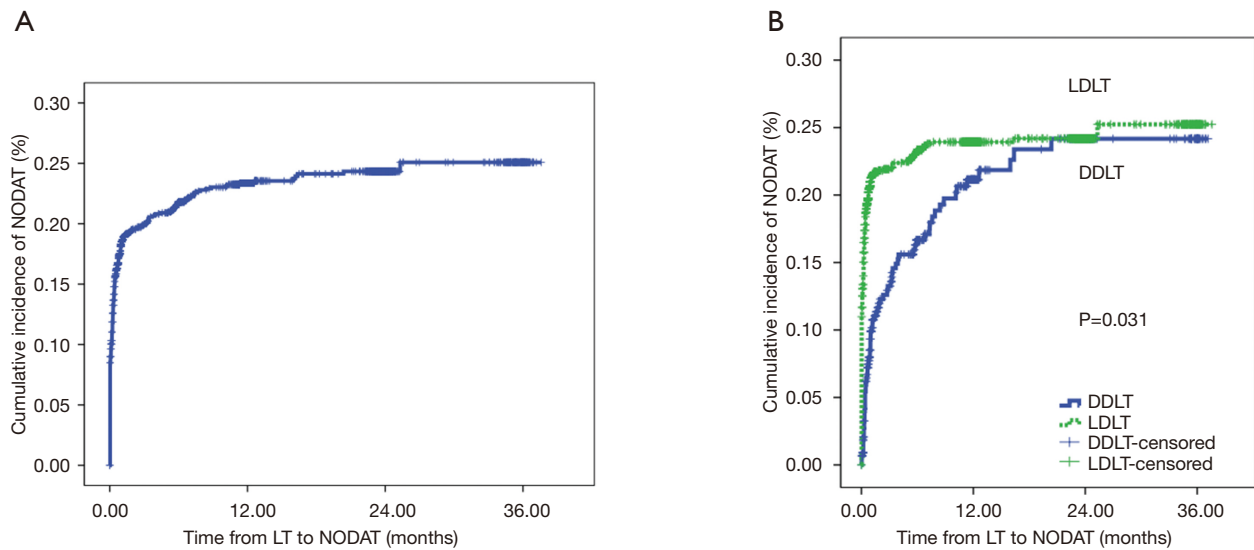 A
Cumulative incidence of NODAT (%)
0.30
0.25
0.20
0.15
0.10
0.05
0.00
0.00 12.00 24.00 36.00
Time from LT to NODAT (months)
B
Cumulative incidence of NODAT (%)
0.30
0.25
0.20
0.15
0.10
0.05
0.00
LDLT
DDLT
P=0.031
DDLT
LDLT
DDLT-censored
LDLT-censored
0.00 12.00 24.00 36.00
Time from LT to NODAT (months)